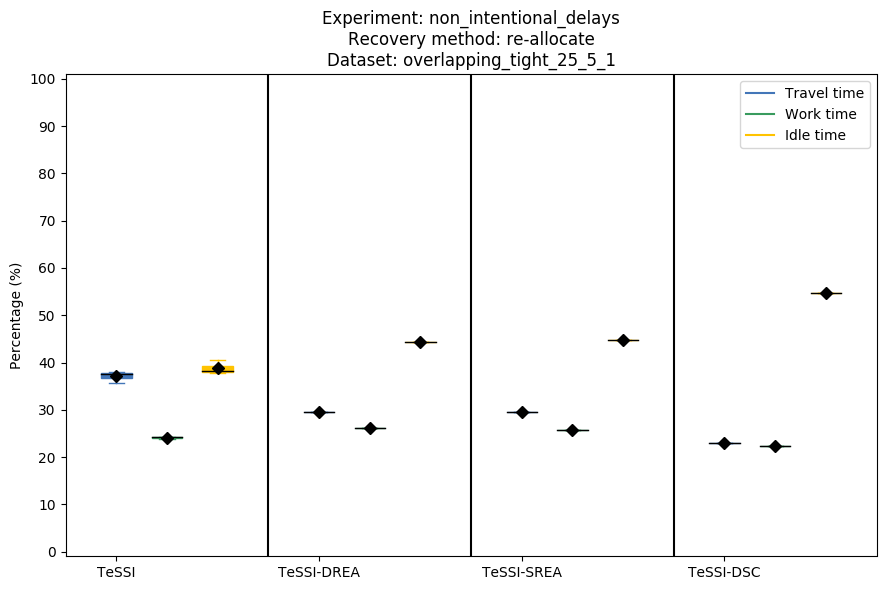 Experiment: non_intentional_delays
Recovery method: re-allocate
Dataset: overlapping_tight_25_5_1
100
90
80
70
60
50
40
30
20
10
0
Percentage (%)
Travel time
Work time
Idle time
TeSSI
TeSSI-DREA
TeSSI-SREA
TeSSI-DSC